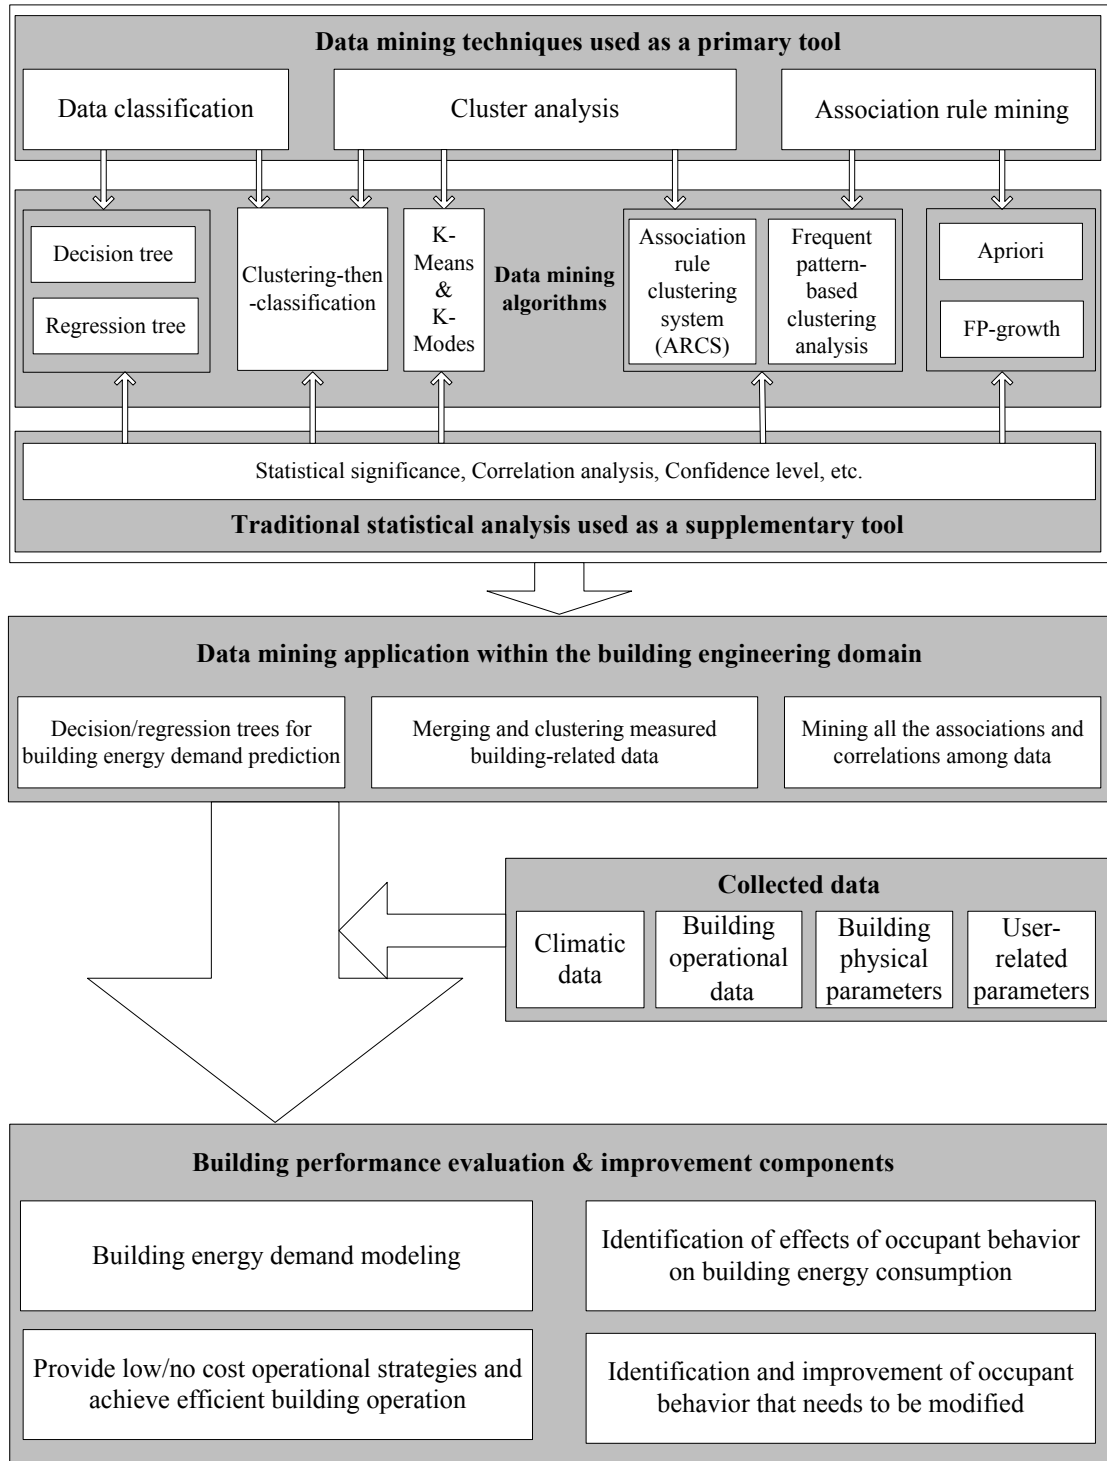 Data mining techniques used as a primary tool
Data classification
Cluster analysis
Association rule mining
Decision tree
Regression tree
Clustering-then
-classification
K-
Means
&
K-
Modes
Data mining
algorithms
Association
rule
clustering
system
(ARCS)
Frequent
pattern-
based
clustering
analysis
Apriori
FP-growth
Statistical significance, Correlation analysis, Confidence level, etc.
Traditional statistical analysis used as a supplementary tool
Data mining application within the building engineering domain
Decision/regression trees for
building energy demand prediction
Merging and clustering measured
building-related data
Mining all the associations and
correlations among data
Collected data
Climatic
data
Building
operational
data
Building
physical
parameters
User-
related
parameters
Building performance evaluation & improvement components
Building energy demand modeling
Identification of effects of occupant behavior
on building energy consumption
Provide low/no cost operational strategies and
achieve efficient building operation
Identification and improvement of occupant
behavior that needs to be modified